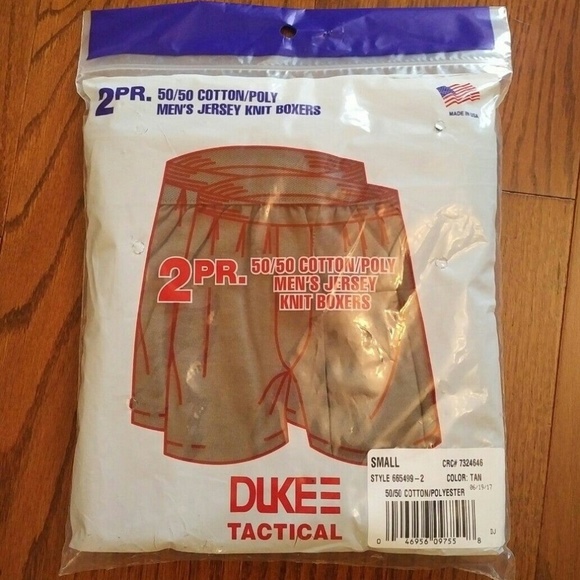 2PR. 50/50 COTTON/POLY
MEN'S JERSEY KNIT BOXERS
MADE IN USA
2PR. 50/50 COTTON/POLY
MEN'S JERSEY
KNIT BOXERS
SMALL CRC# 7324646
STYLE 665499-2 COLOR: TAN
50/50 COTTON/POLYESTER 06/19/17
0 46956 09755 8
DJ
DUKE
TACTICAL